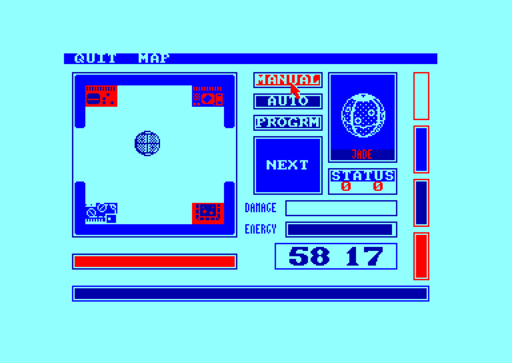 QUIT MAP
MANUAL
AUTO
PROGRM
NEXT
JADE
STATUS
0 0
DAMAGE
ENERGY
58 17